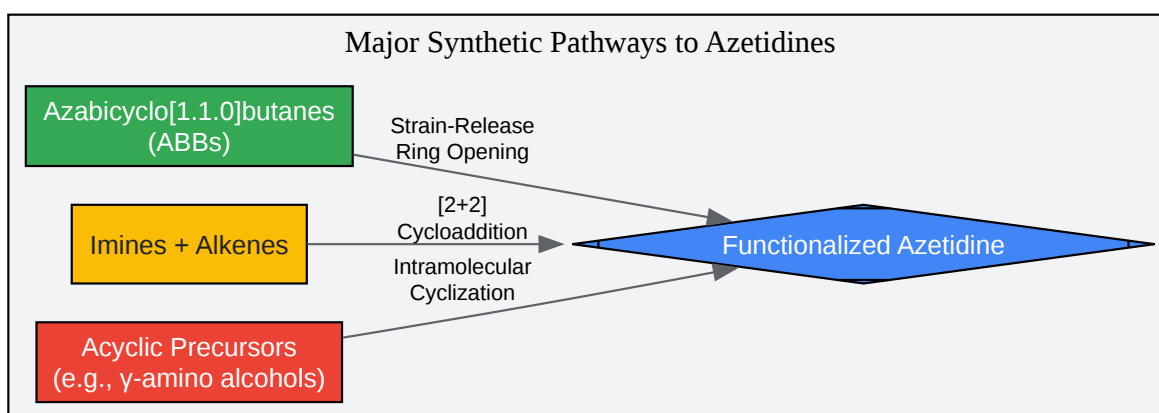 Major Synthetic Pathways to Azetidines
Azabicyclo[1.1.0]butanes
(ABBs)
Strain-Release
Ring Opening
Imines + Alkenes
[2+2]
Cycloaddition
Functionalized Azetidine
Intramolecular
Cyclization
Acyclic Precursors
(e.g., γ-amino alcohols)